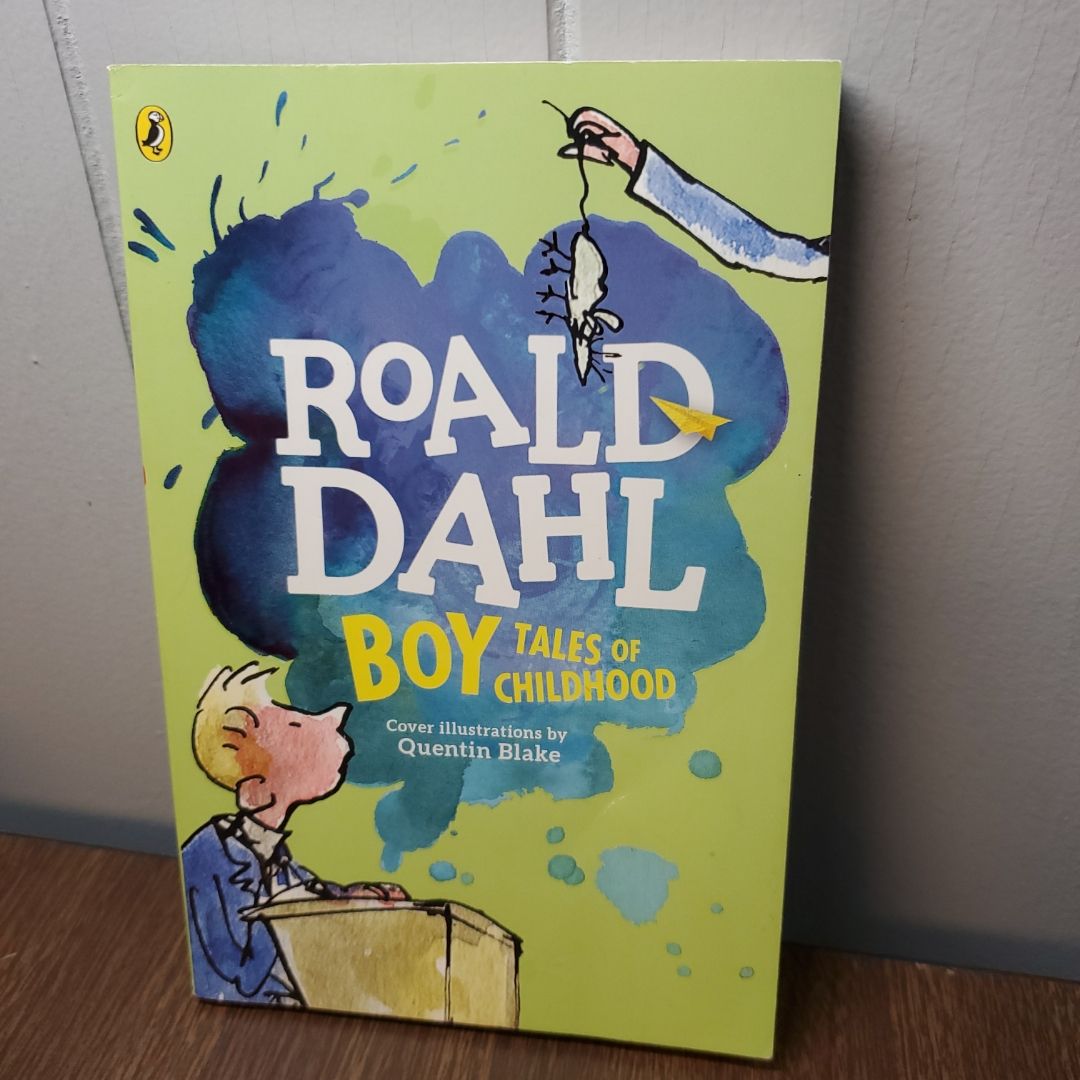 ROALD
DAHL
BOY TALES OF
CHILDHOOD
Cover illustrations by
Quentin Blake